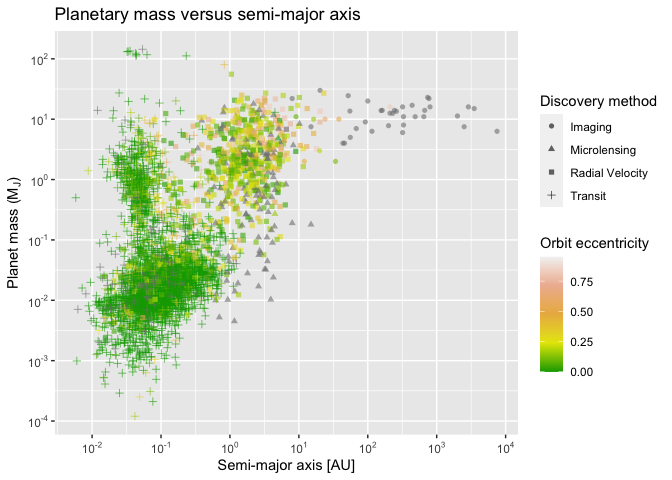 Planetary mass versus semi-major axis
10²
10¹
10⁰
10⁻¹
10⁻²
10⁻³
10⁻⁴
Planet mass (M_J)
10⁻² 10⁻¹ 10⁰ 10¹ 10² 10³ 10⁴
Semi-major axis [AU]
Discovery method
Imaging
Microlensing
Radial Velocity
Transit
Orbit eccentricity
0.75
0.50
0.25
0.00